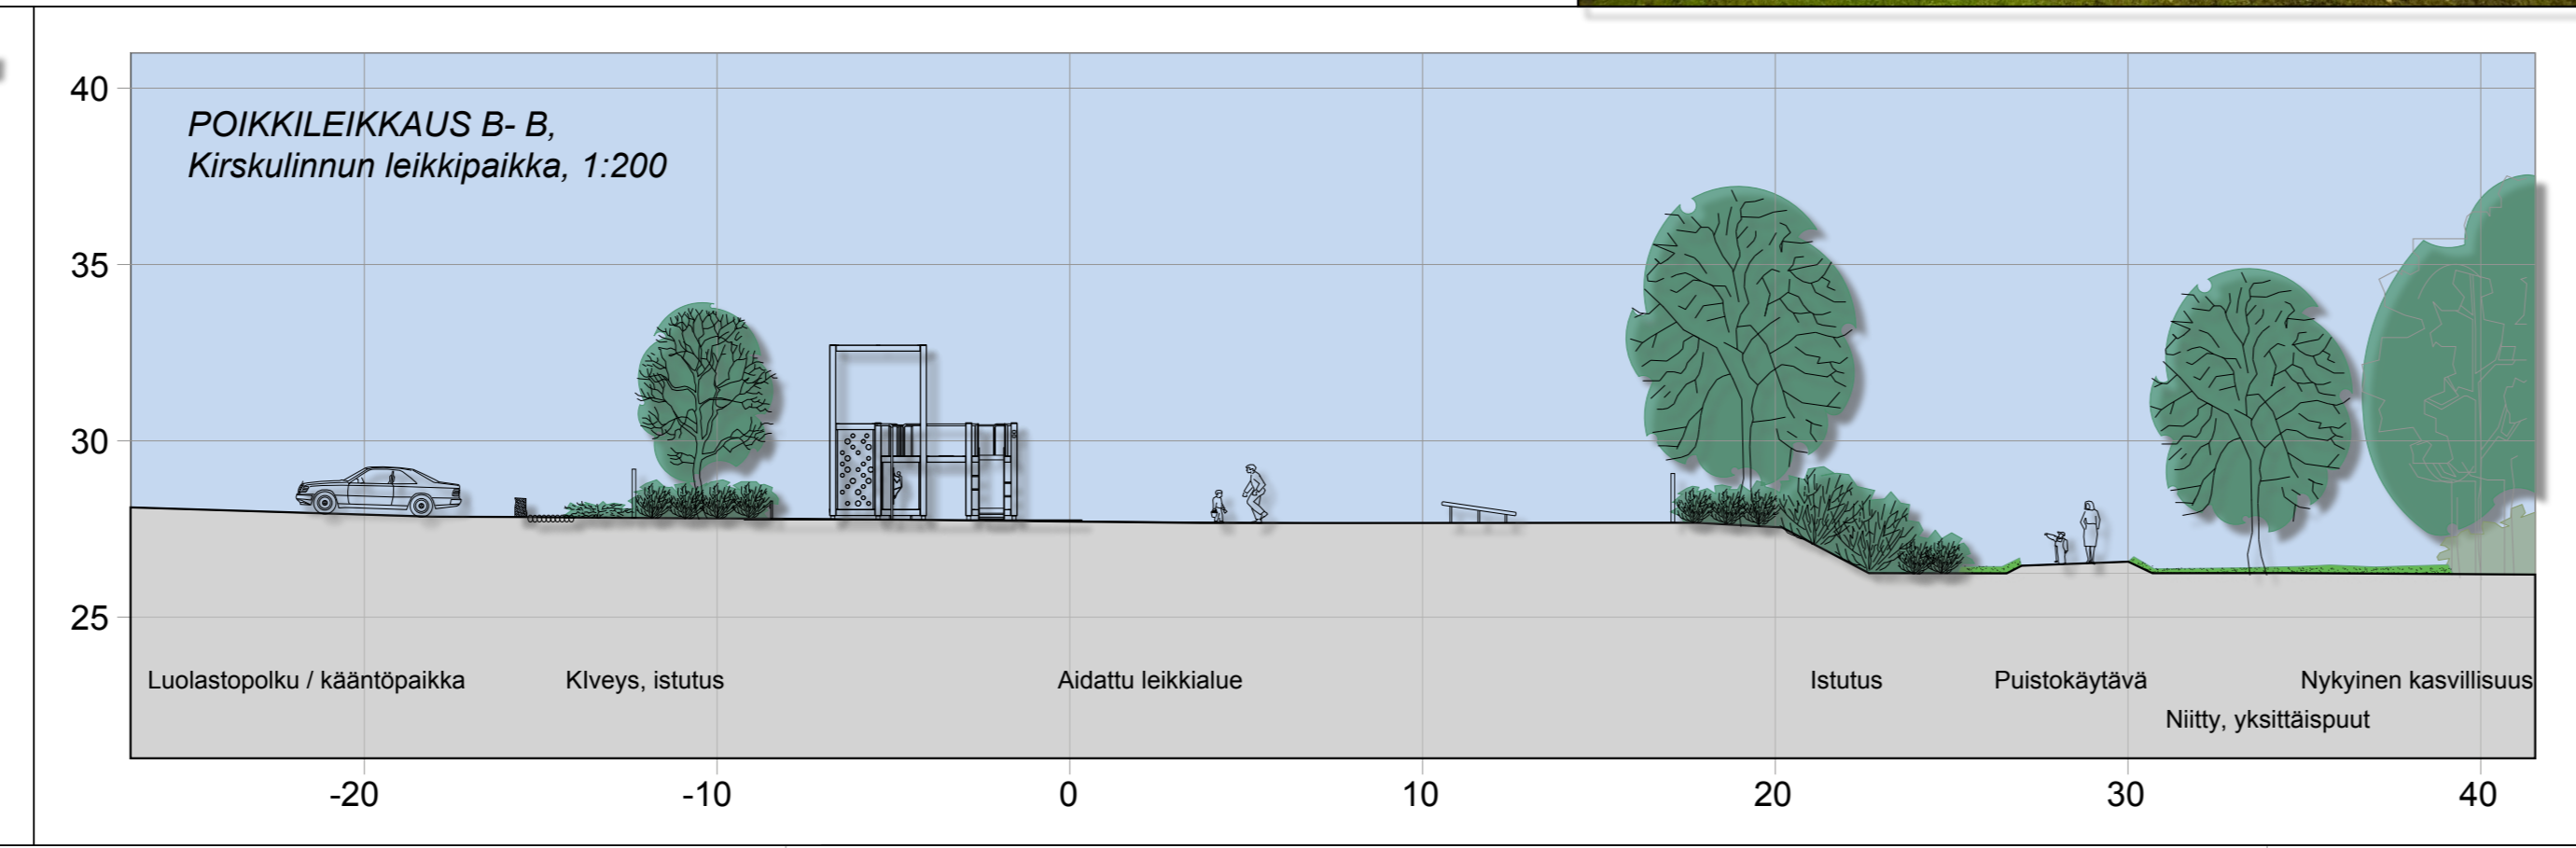 POIKKILEIKKAUS B- B,
Kirskulinnun leikkipaikka, 1:200
40
35
30
25
Luolastopolku / kääntöpaikka
KIveys, istutus
Aidattu leikkialue
Istutus
Puistokäytävä
Nykyinen kasvillisuus
Niitty, yksittäispuut
-20
-10
0
10
20
30
40